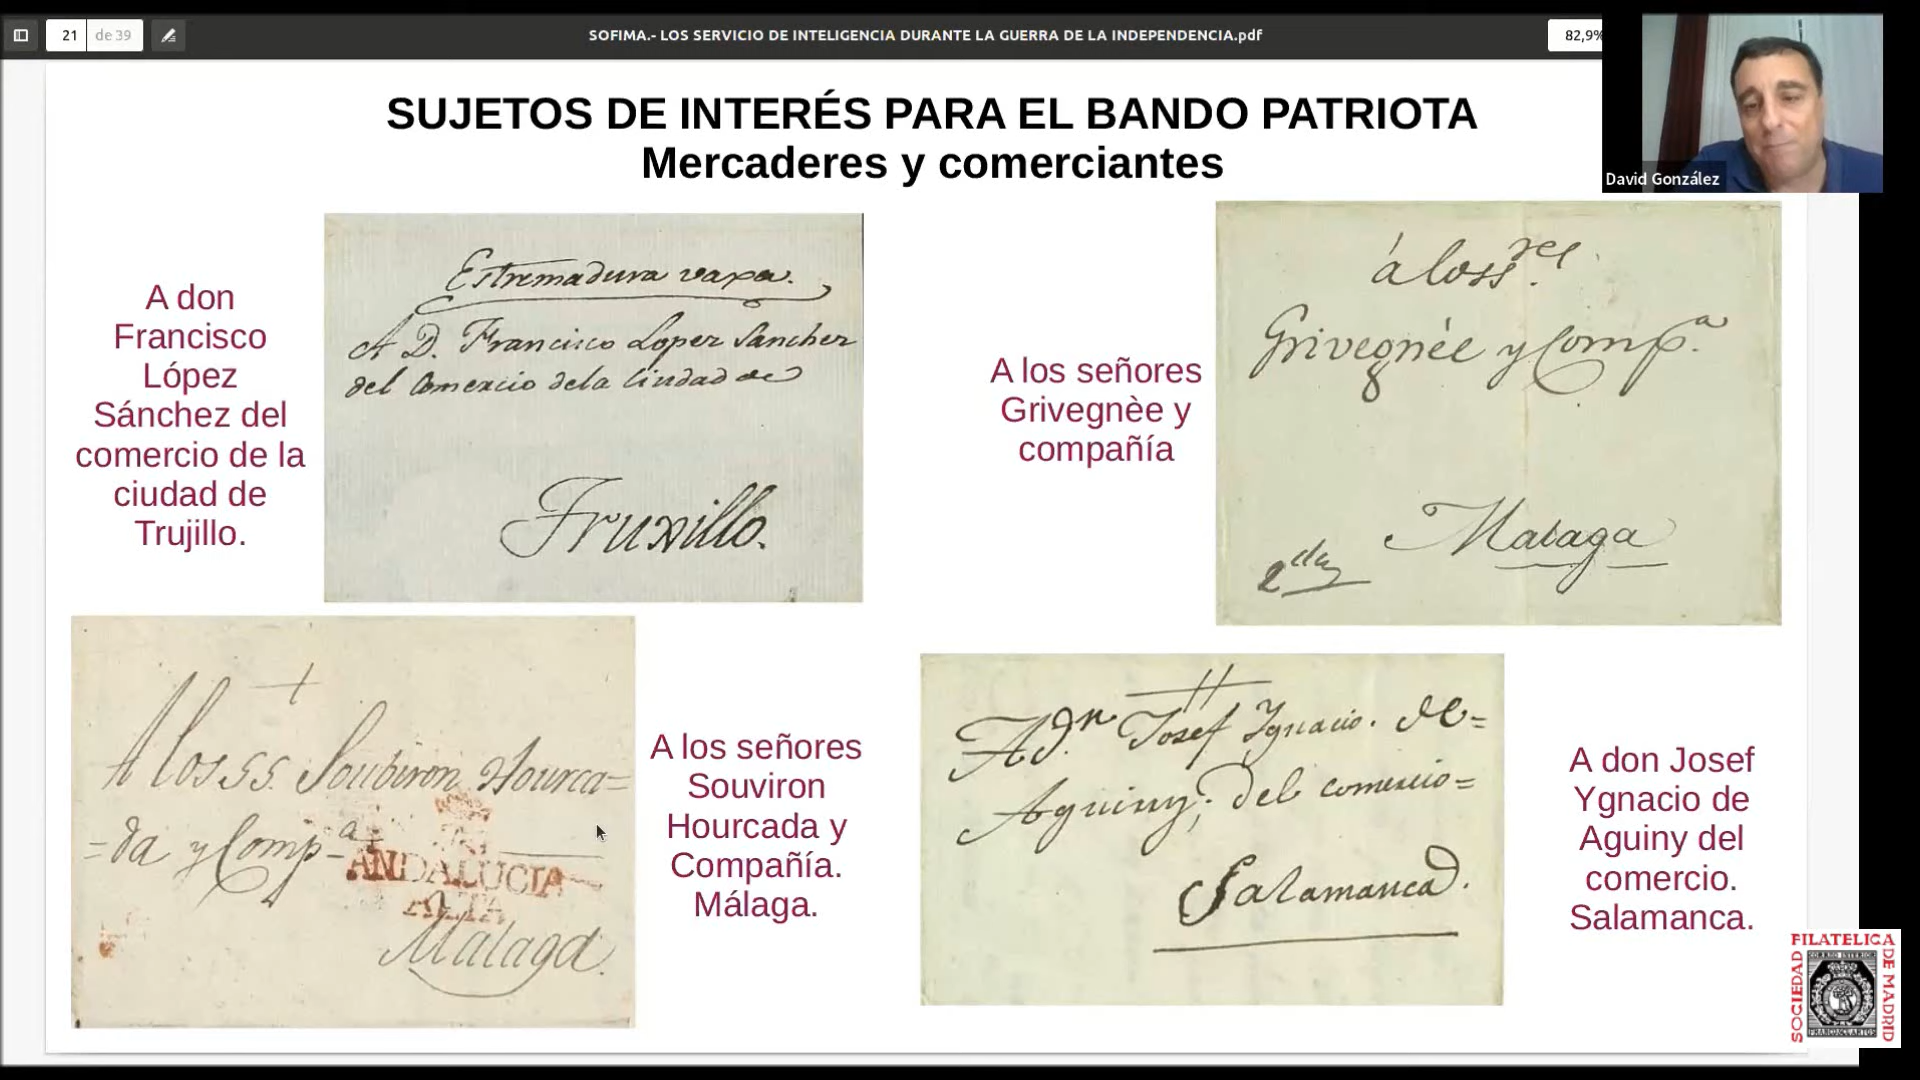 21 de 39
SOFIMA.- LOS SERVICIO DE INTELIGENCIA DURANTE LA GUERRA DE LA INDEPENDENCIA.pdf
82,9%
David González
SUJETOS DE INTERÉS PARA EL BANDO PATRIOTA
Mercaderes y comerciantes
A don
Francisco
López
Sánchez del
comercio de la
ciudad de
Trujillo.
Estremadura vaxa.
A D. Francisco Lopez Sanchez
del Comercio dela Ciudad de
Truxillo.
A los señores
Grivegnèe y
compañía
á los s.res
Grivegnée y Comp.a
Malaga
2
A los SS. Soubiron Hourca=
=da y Comp.a
ANDALUCIA
ALTA
Malaga.
A los señores
Souviron
Hourcada y
Compañía.
Málaga.
A d.n Josef Ygnacio. de=
Aguiny; del comercio=
Salamanca.
A don Josef
Ygnacio de
Aguiny del
comercio.
Salamanca.
SOCIEDAD
FILATELICA
DE MADRID